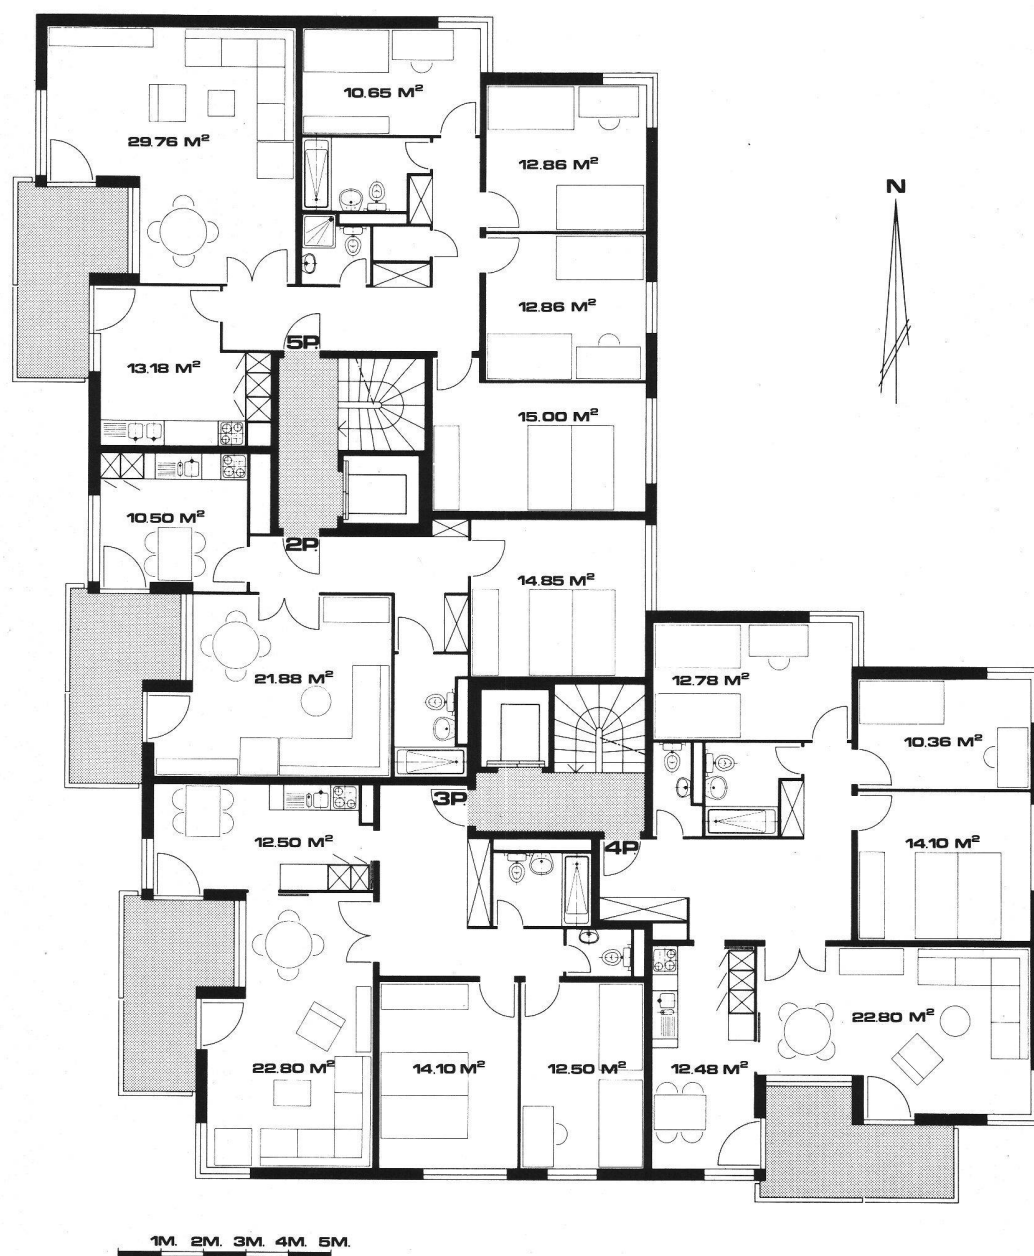 10.65 M²
29.76 M²
12.86 M²
N
12.86 M²
5P.
13.18 M²
15.00 M²
10.50 M²
2P.
14.85 M²
21.88 M²
12.78 M²
10.36 M²
3P.
12.50 M²
4P
14.10 M²
22.80 M²
22.80 M²
14.10 M²
12.50 M²
12.48 M²
1M. 2M. 3M. 4M. 5M.